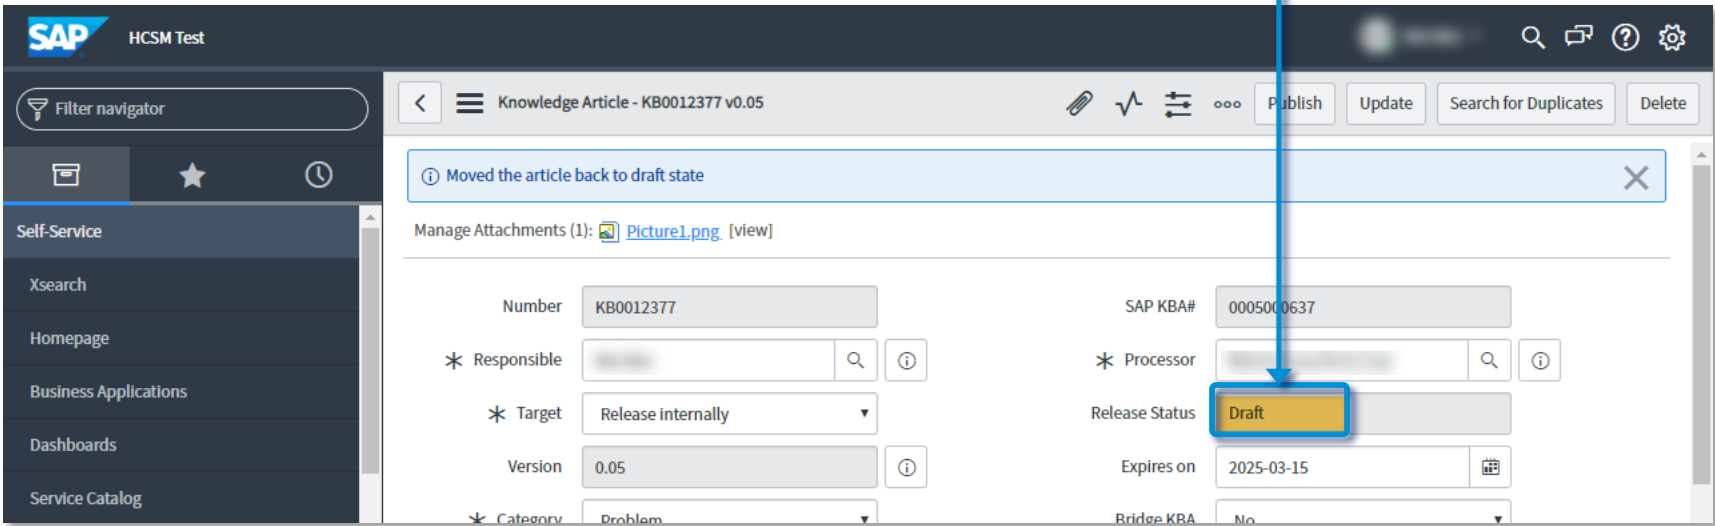 SAP HCSM Test
Filter navigator
Knowledge Article - KB0012377 v0.05
Publish
Update
Search for Duplicates
Delete
Moved the article back to draft state
Manage Attachments (1): Picture1.png [view]
Self-Service
Xsearch
Homepage
Business Applications
Dashboards
Service Catalog
Number KB0012377
SAP KBA# 0005000637
Responsible
Processor
Target Release internally
Release Status Draft
Version 0.05
Expires on 2025-03-15
Category Problem
Bridge KBA No